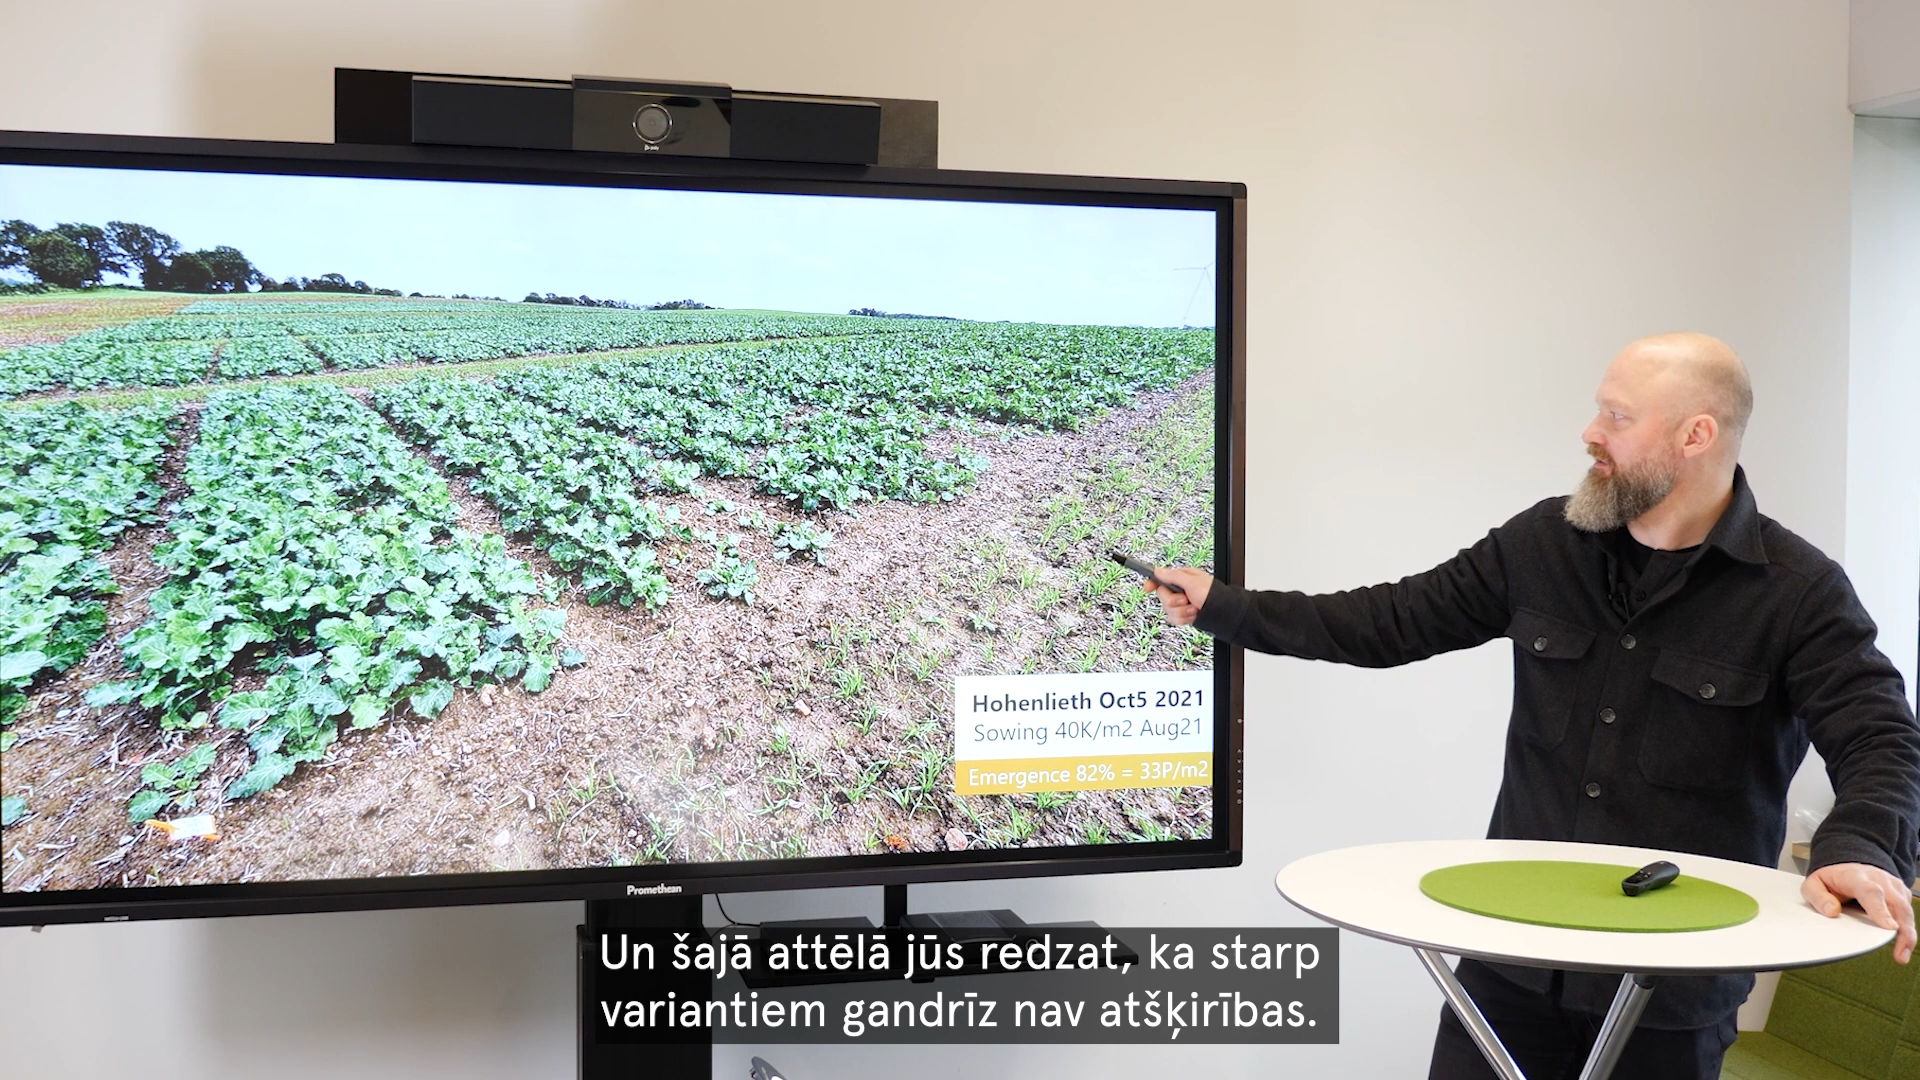 Hohenlieth Oct5 2021
Sowing 40K/m2 Aug21
Emergence 82% = 33P/m2
Promethean
Un šajā attēlā jūs redzat, ka starp
variantiem gandrīz nav atšķirības.